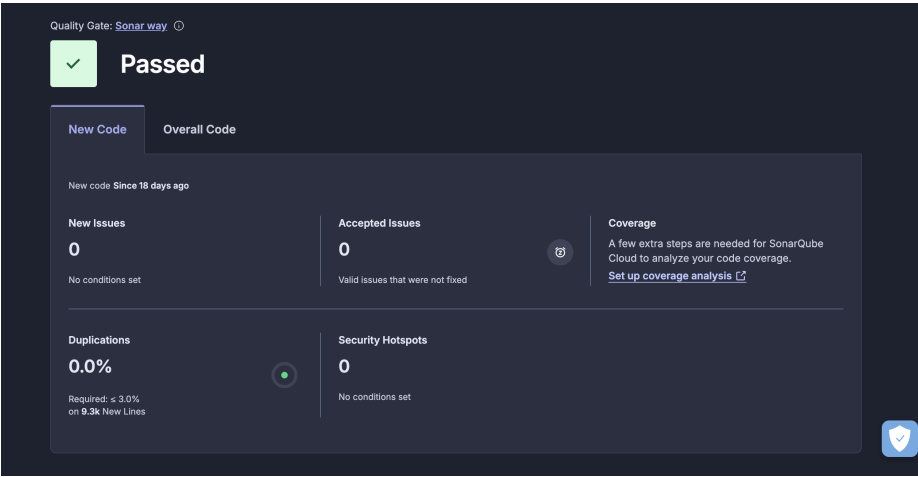 Quality Gate: Sonar way
Passed
New Code
Overall Code
New code Since 18 days ago
New Issues
0
No conditions set
Accepted Issues
0
Valid issues that were not fixed
Coverage
A few extra steps are needed for SonarQube
Cloud to analyze your code coverage.
Set up coverage analysis
Duplications
0.0%
Required: ≤ 3.0%
on 9.3k New Lines
Security Hotspots
0
No conditions set